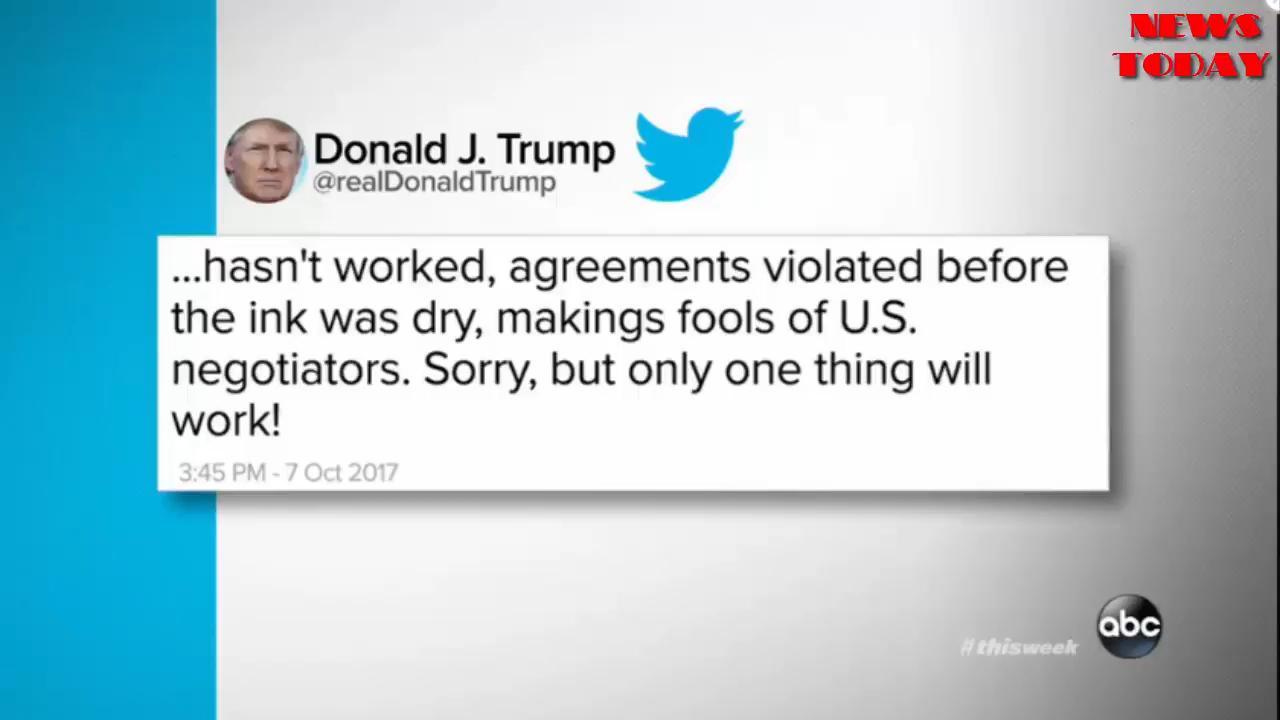 NEWS
TODAY
Donald J. Trump
@realDonaldTrump
...hasn't worked, agreements violated before
the ink was dry, makings fools of U.S.
negotiators. Sorry, but only one thing will
work!
3:45 PM - 7 Oct 2017
#thisweek
abc